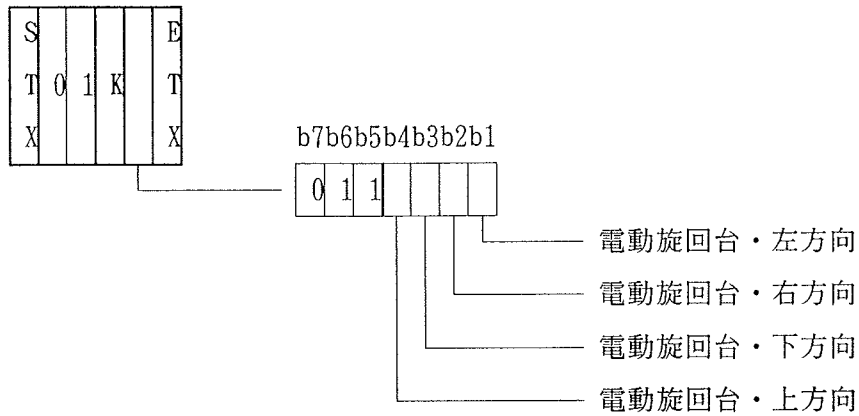 STX 0 1 K ETX
b7b6b5b4b3b2b1
0 1 1
電動旋回台・左方向
電動旋回台・右方向
電動旋回台・下方向
電動旋回台・上方向